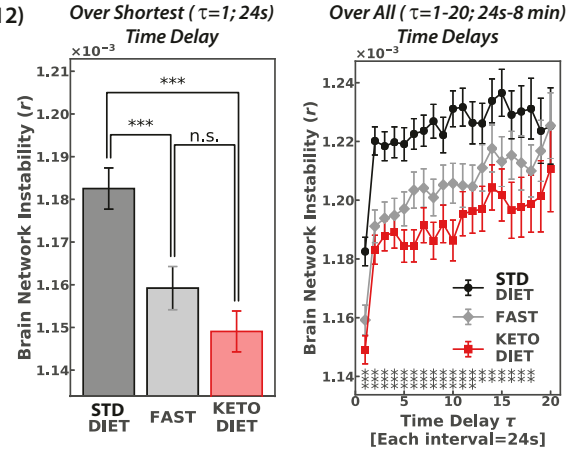 12)
Over Shortest (τ=1; 24s)
Time Delay
×10⁻³
1.21
1.20
1.19
1.18
1.17
1.16
1.15
1.14
Brain Network Instability (r)
***
***
n.s.
STD
DIET
FAST
KETO
DIET
Over All (τ=1-20; 24s-8 min)
Time Delays
×10⁻³
1.24
1.22
1.20
1.18
1.16
1.14
Brain Network Instability (r)
STD
DIET
FAST
KETO
DIET
0
5
10
15
20
Time Delay τ
[Each interval=24s]